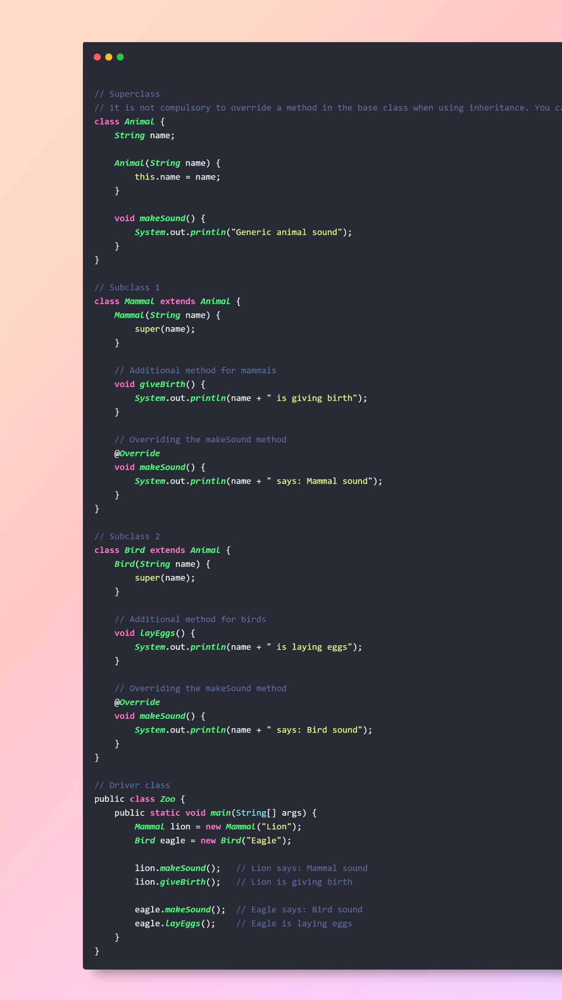 // Superclass
// it is not compulsory to override a method in the base class when using inheritance. You
class Animal {
    String name;

    Animal(String name) {
        this.name = name;
    }

    void makeSound() {
        System.out.println("Generic animal sound");
    }
}

// Subclass 1
class Mammal extends Animal {
    Mammal(String name) {
        super(name);
    }

    // Additional method for mammals
    void giveBirth() {
        System.out.println(name + " is giving birth");
    }

    // Overriding the makeSound method
    @Override
    void makeSound() {
        System.out.println(name + " says: Mammal sound");
    }
}

// Subclass 2
class Bird extends Animal {
    Bird(String name) {
        super(name);
    }

    // Additional method for birds
    void layEggs() {
        System.out.println(name + " is laying eggs");
    }

    // Overriding the makeSound method
    @Override
    void makeSound() {
        System.out.println(name + " says: Bird sound");
    }
}

// Driver class
public class Zoo {
    public static void main(String[] args) {
        Mammal lion = new Mammal("Lion");
        Bird eagle = new Bird("Eagle");

        lion.makeSound();   // Lion says: Mammal sound
        lion.giveBirth();   // Lion is giving birth

        eagle.makeSound();  // Eagle says: Bird sound
        eagle.layEggs();    // Eagle is laying eggs
    }
}